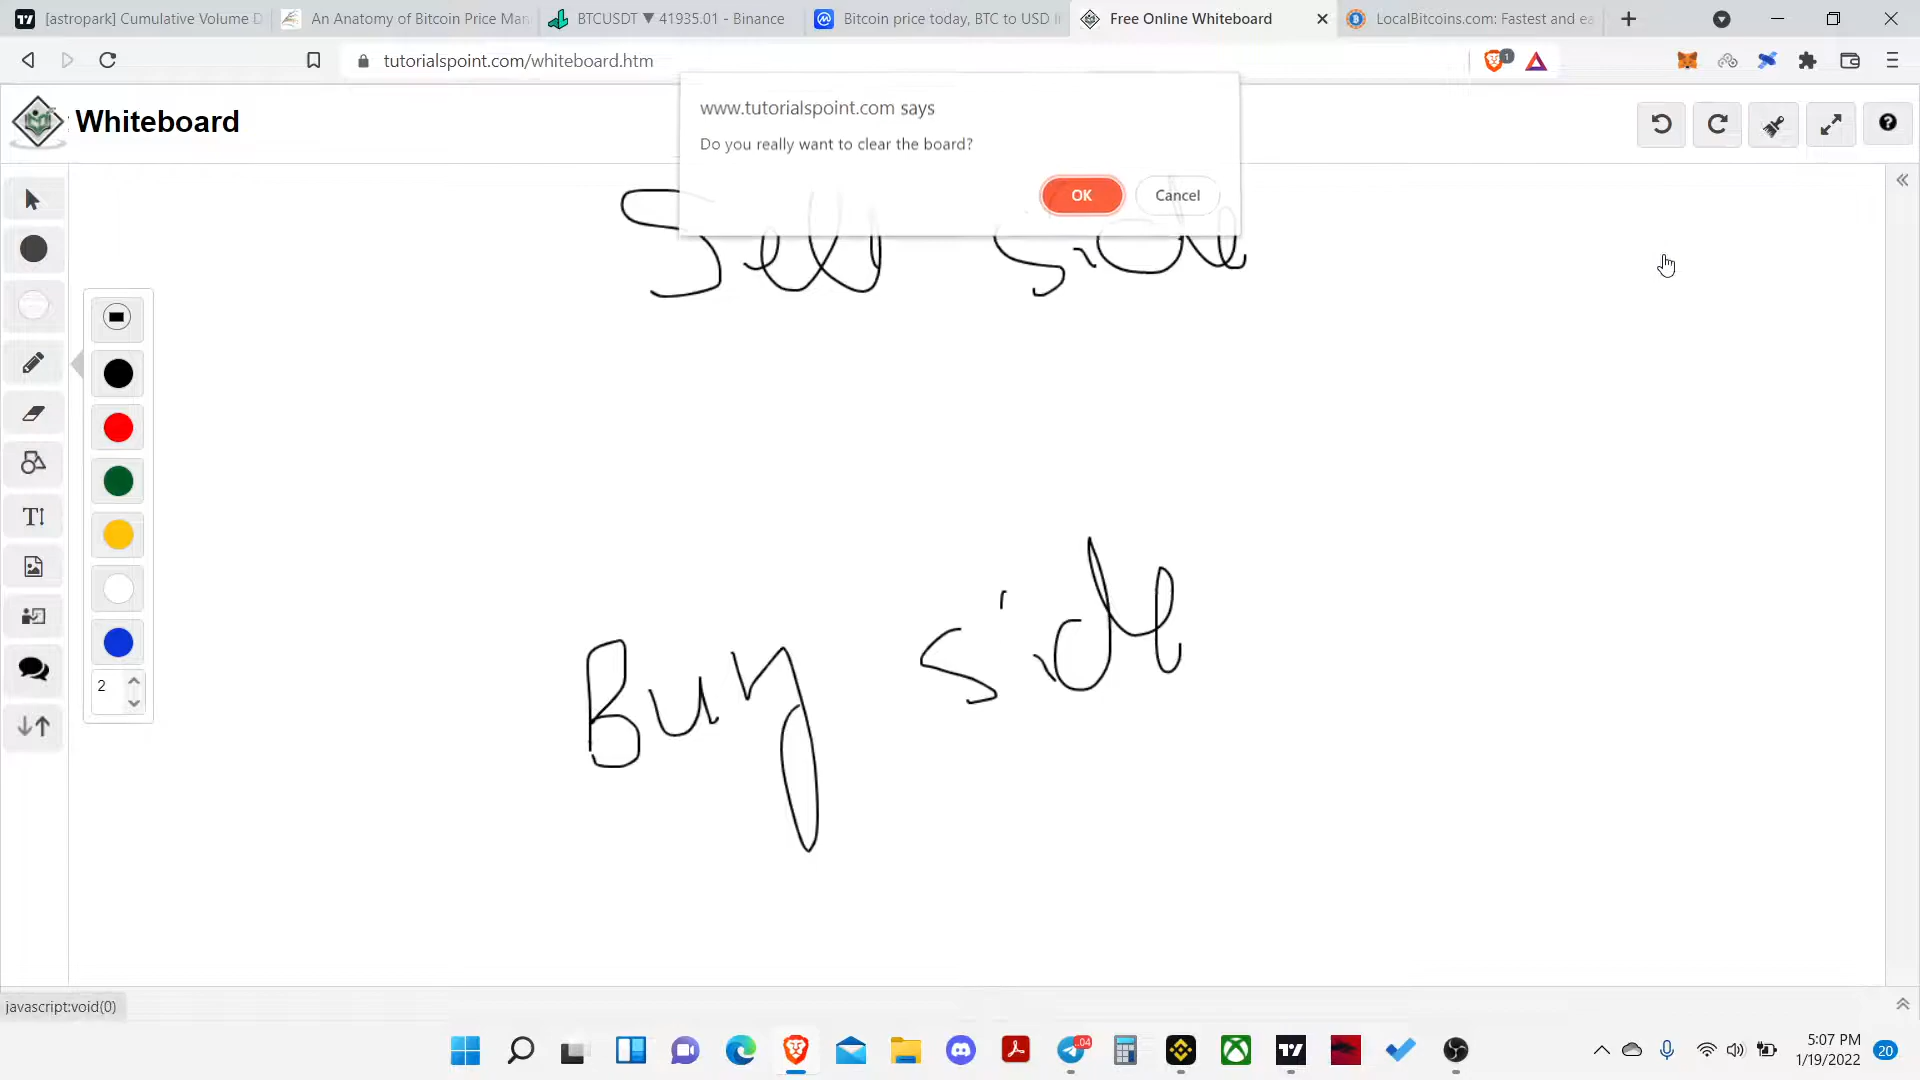 [astropark] Cumulative Volume D
An Anatomy of Bitcoin Price Man
BTCUSDT ▼ 41935.01 - Binance
Bitcoin price today, BTC to USD li
Free Online Whiteboard
LocalBitcoins.com: Fastest and ea
tutorialspoint.com/whiteboard.htm
1
Whiteboard
www.tutorialspoint.com says
Do you really want to clear the board?
OK
Cancel
Sell side
Buy side
2
javascript:void(0)
.04
5:07 PM
1/19/2022
20